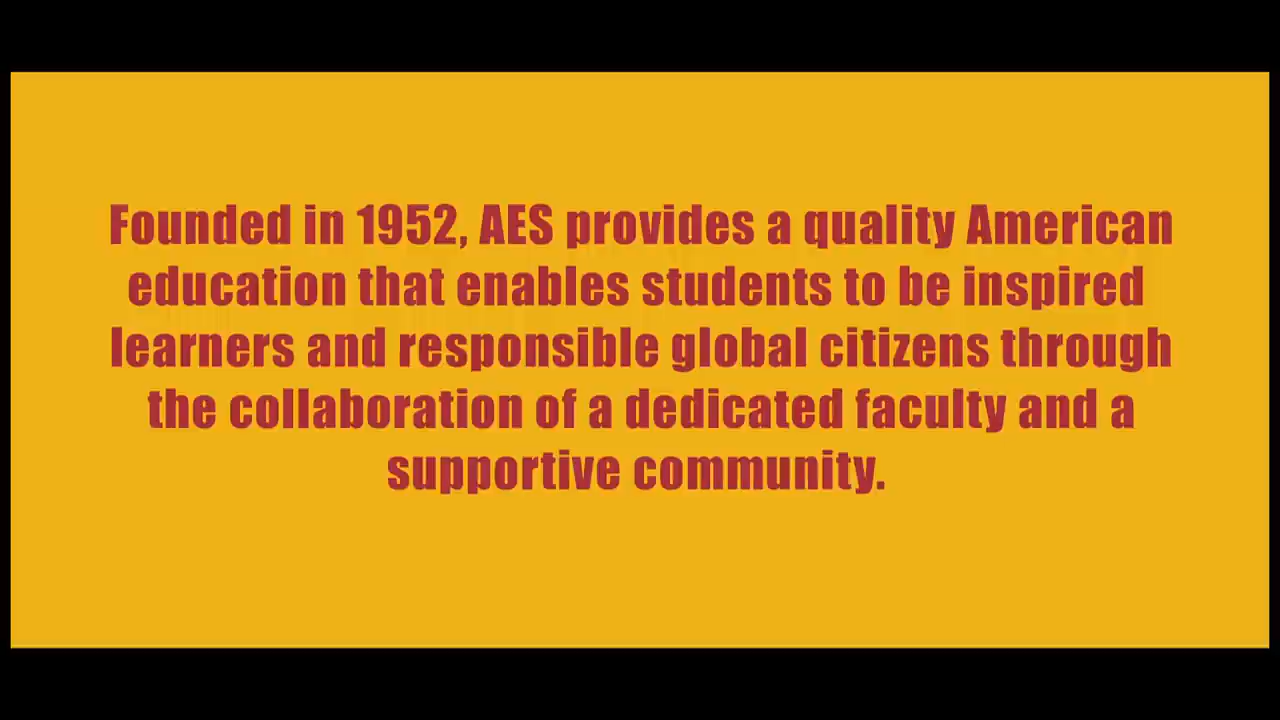 Founded in 1952, AES provides a quality American
education that enables students to be inspired
learners and responsible global citizens through
the collaboration of a dedicated faculty and a
supportive community.